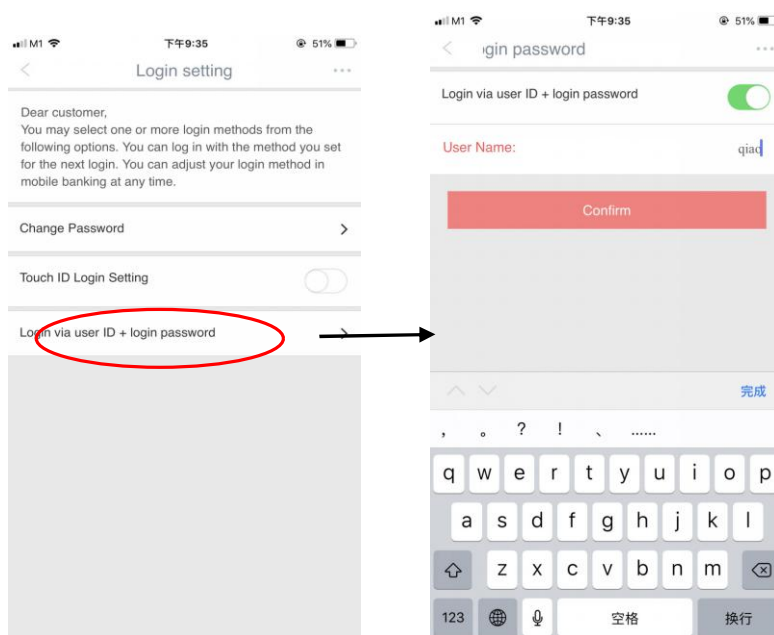 M1 下午9:35 51%
Login setting
Dear customer,
You may select one or more login methods from the
following options. You can log in with the method you set
for the next login. You can adjust your login method in
mobile banking at any time.
Change Password
Touch ID Login Setting
Login via user ID + login password
M1 下午9:35 51%
gin password
Login via user ID + login password
User Name: qiao
Confirm
完成
， 。 ? ! 、 ......
q w e r t y u i o p
a s d f g h j k l
z x c v b n m
123 空格 换行